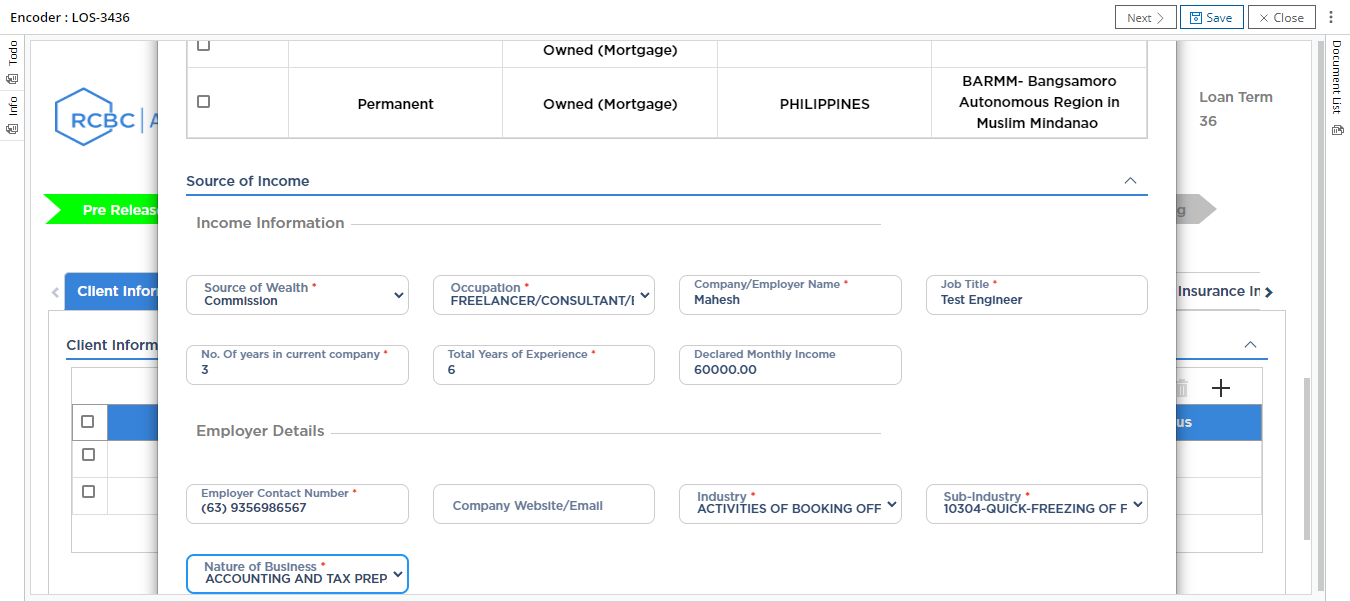 Encoder : LOS-3436
Next
Save
Close
Todo
Info
Document List
RCBC
Loan Term
36
Owned (Mortgage)
Permanent
Owned (Mortgage)
PHILIPPINES
BARMM- Bangsamoro
Autonomous Region in
Muslim Mindanao
Source of Income
Pre Releas
g
Income Information
Source of Wealth *
Commission
Occupation *
FREELANCER/CONSULTANT/
Company/Employer Name *
Mahesh
Job Title *
Test Engineer
Client Infor
Insurance In
No. Of years in current company *
3
Total Years of Experience *
6
Declared Monthly Income
60000.00
Client Inform
us
Employer Details
Employer Contact Number *
(63) 9356986567
Company Website/Email
Industry *
ACTIVITIES OF BOOKING OFF
Sub-Industry *
10304-QUICK-FREEZING OF F
Nature of Business *
ACCOUNTING AND TAX PREP